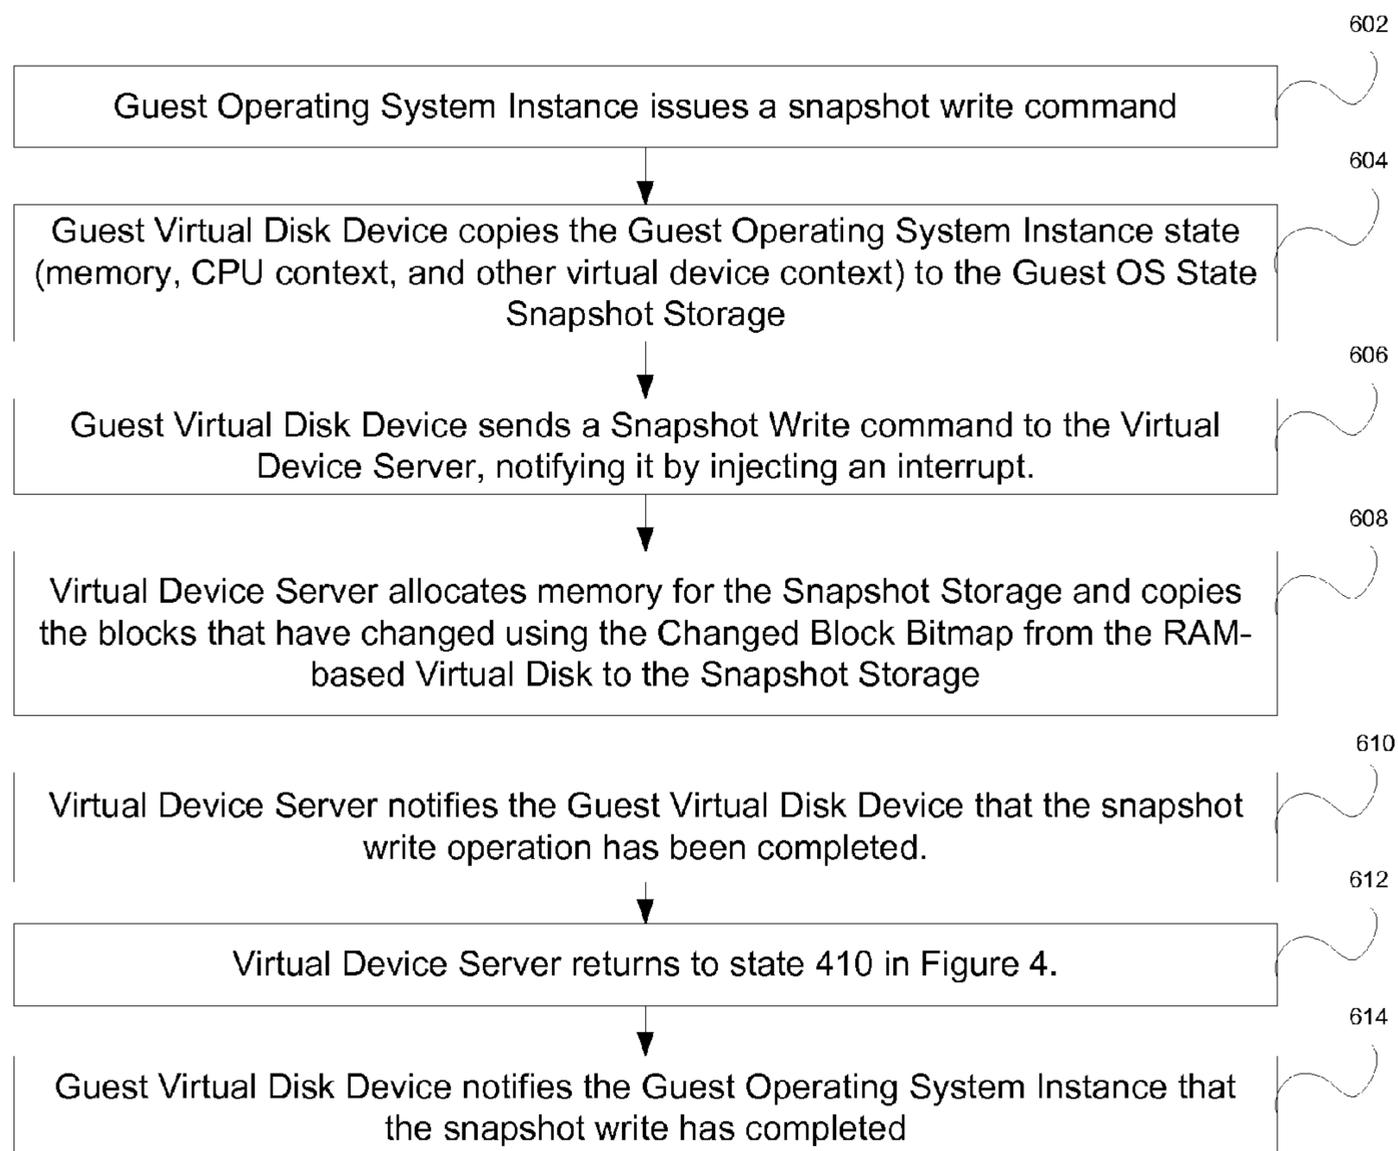 602
Guest Operating System Instance issues a snapshot write command
604
Guest Virtual Disk Device copies the Guest Operating System Instance state
(memory, CPU context, and other virtual device context) to the Guest OS State
Snapshot Storage
606
Guest Virtual Disk Device sends a Snapshot Write command to the Virtual
Device Server, notifying it by injecting an interrupt.
608
Virtual Device Server allocates memory for the Snapshot Storage and copies
the blocks that have changed using the Changed Block Bitmap from the RAM-
based Virtual Disk to the Snapshot Storage
610
Virtual Device Server notifies the Guest Virtual Disk Device that the snapshot
write operation has been completed.
612
Virtual Device Server returns to state 410 in Figure 4.
614
Guest Virtual Disk Device notifies the Guest Operating System Instance that
the snapshot write has completed